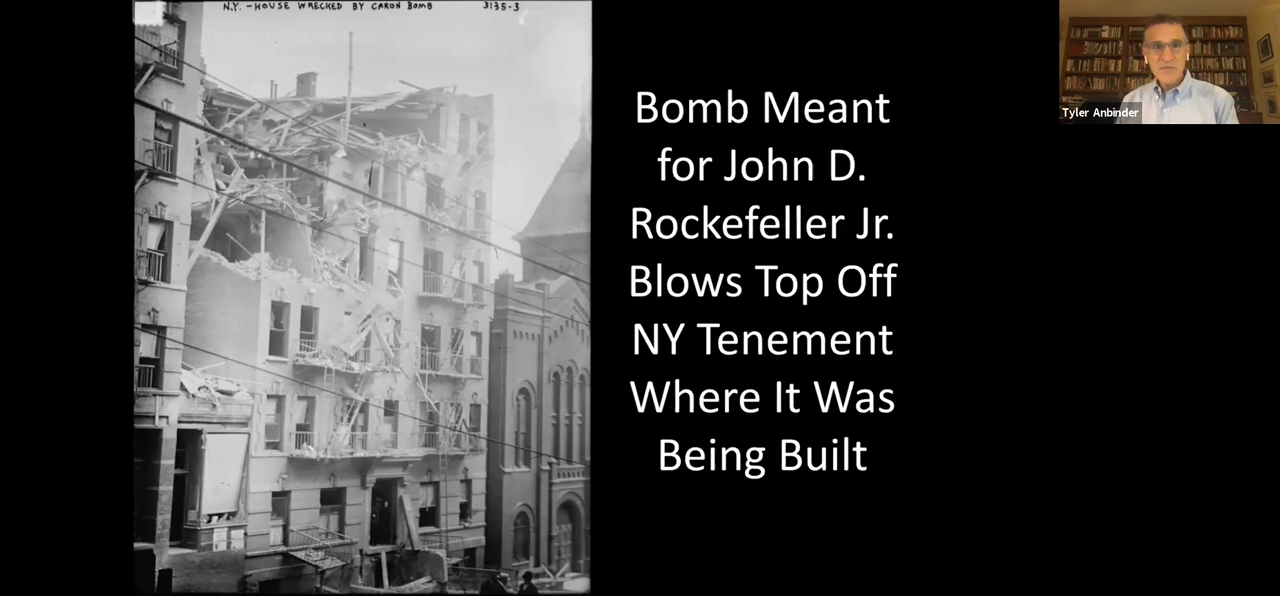 N.Y. - HOUSE WRECKED BY CARON BOMB 3135-3
Bomb Meant
for John D.
Rockefeller Jr.
Blows Top Off
NY Tenement
Where It Was
Being Built
Tyler Anbinder